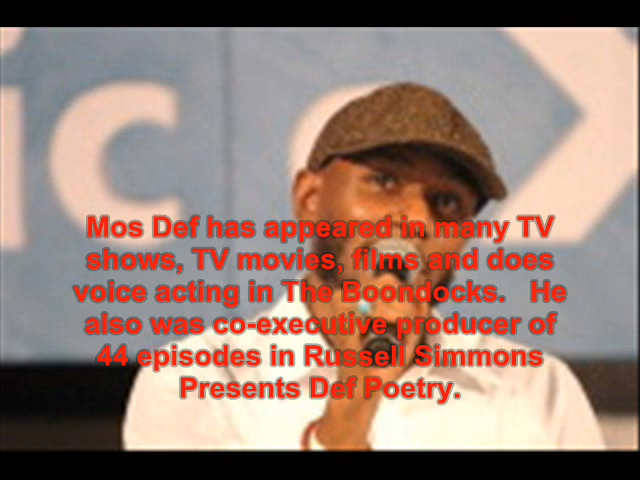 ic
Mos Def has appeared in many TV
shows, TV movies, films and does
voice acting in The Boondocks.   He
also was co-executive producer of
44 episodes in Russell Simmons
Presents Def Poetry.